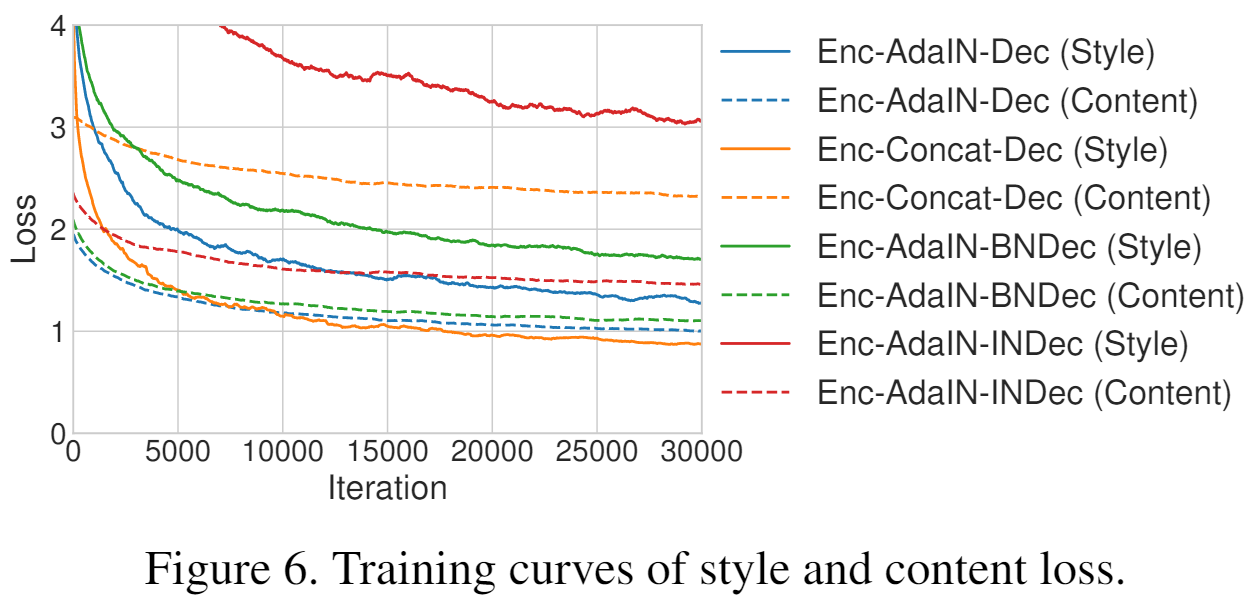 4
3
2
1
0
Loss
0 5000 10000 15000 20000 25000 30000
Iteration
Enc-AdaIN-Dec (Style)
Enc-AdaIN-Dec (Content)
Enc-Concat-Dec (Style)
Enc-Concat-Dec (Content)
Enc-AdaIN-BNDec (Style)
Enc-AdaIN-BNDec (Content)
Enc-AdaIN-INDec (Style)
Enc-AdaIN-INDec (Content)
Figure 6. Training curves of style and content loss.